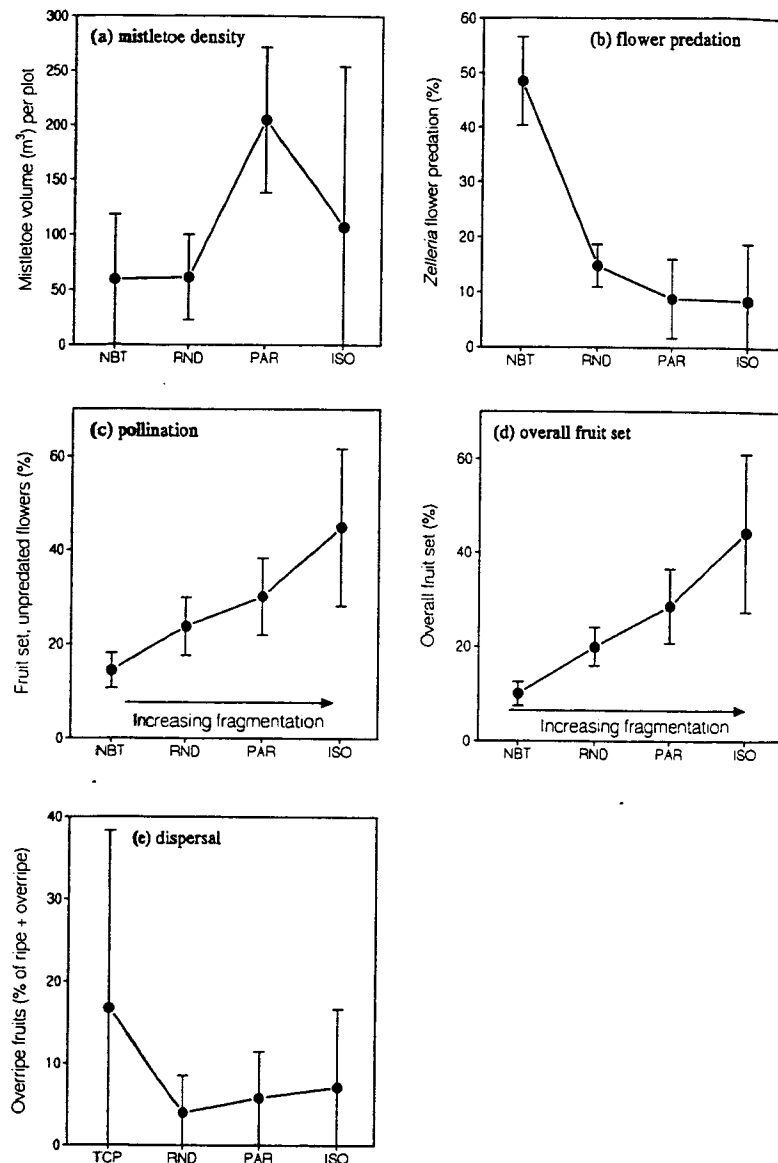 (a) mistletoe density
Mistletoe volume (m³) per plot
300
250
200
150
100
50
0
NBT RND PAR ISO
(b) flower predation
Zelleria flower predation (%)
60
50
40
30
20
10
0
NBT RND PAR ISO
(c) pollination
Fruit set, unpredated flowers (%)
60
40
20
0
Increasing fragmentation
NBT RND PAR ISO
(d) overall fruit set
Overall fruit set (%)
60
40
20
0
Increasing fragmentation
NBT RND PAR ISO
(e) dispersal
Overripe fruits (% of ripe + overripe)
40
30
20
10
0
TCP RND PAR ISO